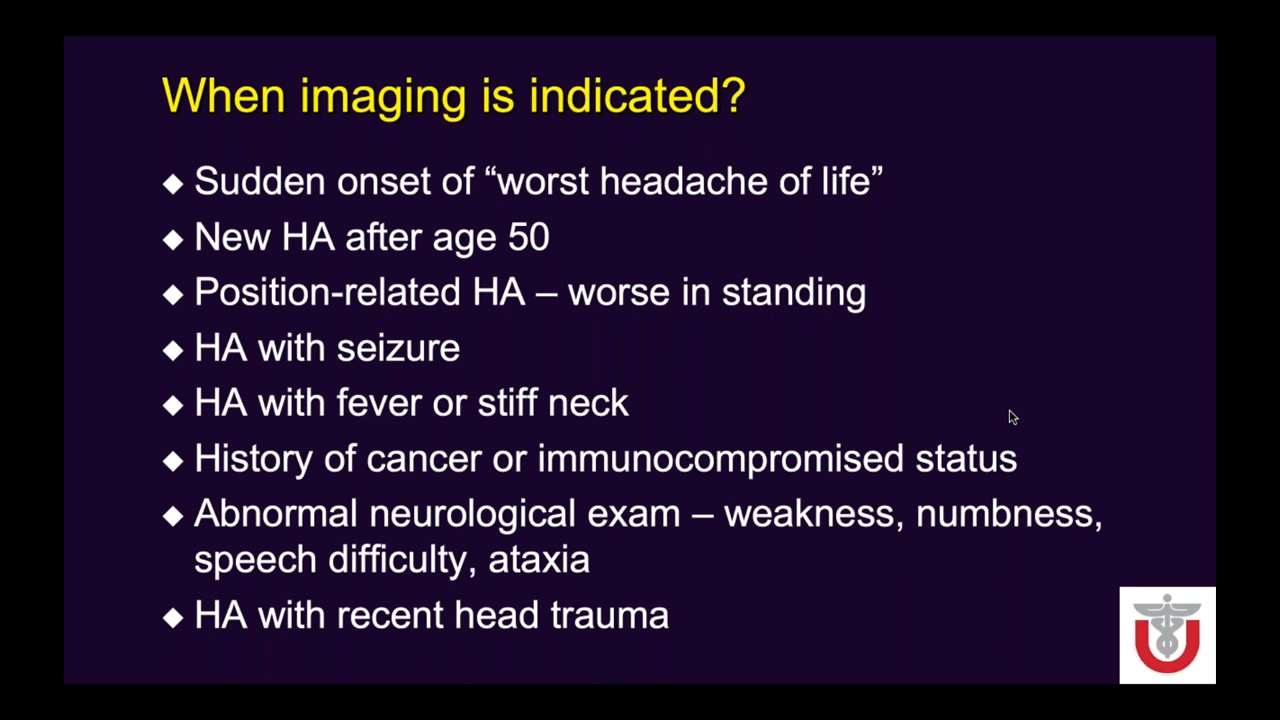 When imaging is indicated?
◆ Sudden onset of “worst headache of life”
◆ New HA after age 50
◆ Position-related HA – worse in standing
◆ HA with seizure
◆ HA with fever or stiff neck
◆ History of cancer or immunocompromised status
◆ Abnormal neurological exam – weakness, numbness,
speech difficulty, ataxia
◆ HA with recent head trauma
U